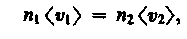 n₁ ⟨v₁⟩ = n₂ ⟨v₂⟩,